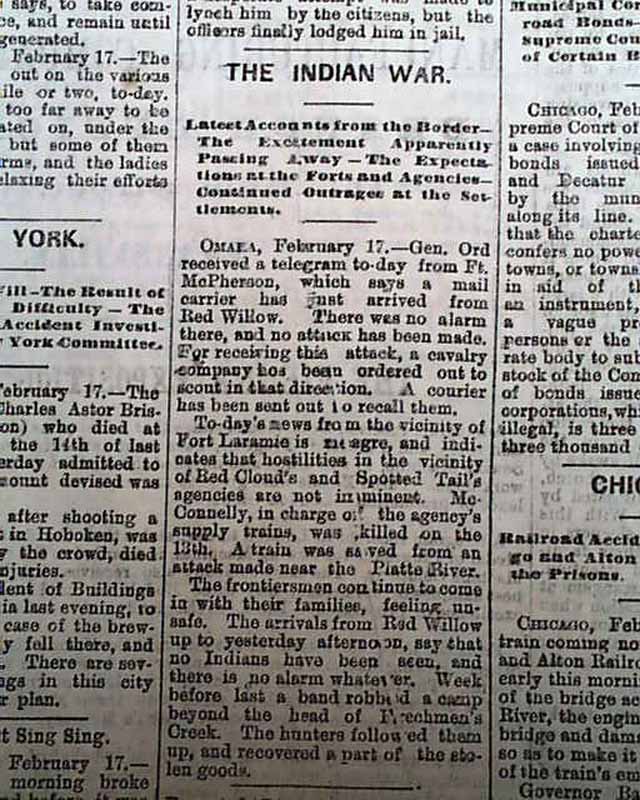 says, to take com-
ce, and remain until
generated.
February 17.—The
out on the various
ile or two, to-day.
too far away to be
ated on, under the
but some of them
rms, and the ladies
elaxing their efforts
YORK.
Will—The Result of
Difficulty — The
Accident Investi-
York Committee.
February 17.—The
Charles Astor Bris-
on) who died at
the 14th of last
erday admitted to
mount devised was
after shooting a
in Hoboken, was
y the crowd, died
njuries.
dent of Buildings
in last evening, to
case of the brew-
y fell there, and
There are sev-
ngs in this city
r plan.
t Sing Sing.
February 17.—
morning broke
lynch him by the citizens, but the
officers finally lodged him in jail.
THE INDIAN WAR.
Latest Accounts from the Border—
The Excitement Apparently
Passing Away—The Expecta-
tions at the Forts and Agencies—
Continued Outrages at the Set-
tlements.
OMAHA, February 17.—Gen. Ord
received a telegram to-day from Ft.
McPherson, which says a mail
carrier has just arrived from
Red Willow. There was no alarm
there, and no attack has been made.
For receiving this attack, a cavalry
company has been ordered out to
scout in that direction. A courier
has been sent out to recall them.
To-day's news from the vicinity of
Fort Laramie is meagre, and indi-
cates that hostilities in the vicinity
of Red Cloud's and Spotted Tail's
agencies are not imminent. Mc-
Connelly, in charge of the agency's
supply trains, was killed on the
13th. A train was saved from an
attack made near the Platte River.
The frontiersmen continue to come
in with their families, feeling un-
safe. The arrivals from Red Willow
up to yesterday afternoon, say that
no Indians have been seen, and
there is no alarm whatever. Week
before last a band robbed a camp
beyond the head of Frechmen's
Creek. The hunters followed them
up, and recovered a part of the sto-
len goods.
Municipal Cor
road Bonds—
Supreme Cou
of Certain B
CHICAGO, Feb
preme Court of
a case involving
bonds issued
and Decatur
by the mun
along its line.
that the charte
confers no powe
towns, or towns
in aid of th
an instrument,
a vague pr
persons or the
rate body to sub
stock of the Com
of bonds issue
corporations, wh
illegal, is three
three thousand
CHIC
Railroad Accid
go and Alton
the Prisons.
CHICAGO, Feb
train coming no
and Alton Railro
early this morni
of the bridge ac
River, the engin
bridge and dams
so as to make it
of the train's em
Governor Be